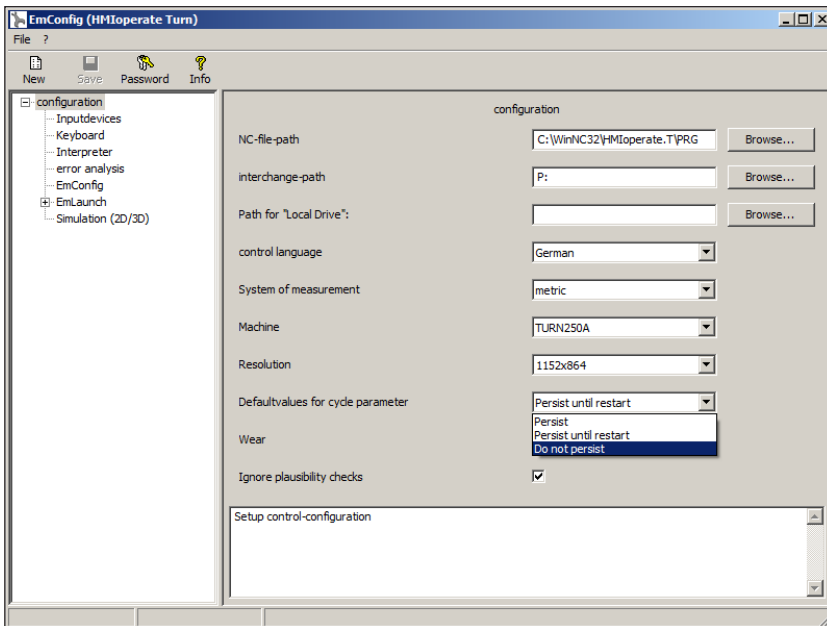 EmConfig (HMIoperate Turn)
File ?
New Save Password Info
configuration
Inputdevices
Keyboard
Interpreter
error analysis
EmConfig
EmLaunch
Simulation (2D/3D)
configuration
NC-file-path C:\WinNC32\HMIoperate.T\PRG Browse...
interchange-path P: Browse...
Path for "Local Drive": Browse...
control language German
System of measurement metric
Machine TURN250A
Resolution 1152x864
Defaultvalues for cycle parameter Persist until restart
Persist
Persist until restart
Do not persist
Wear
Ignore plausibility checks
Setup control-configuration